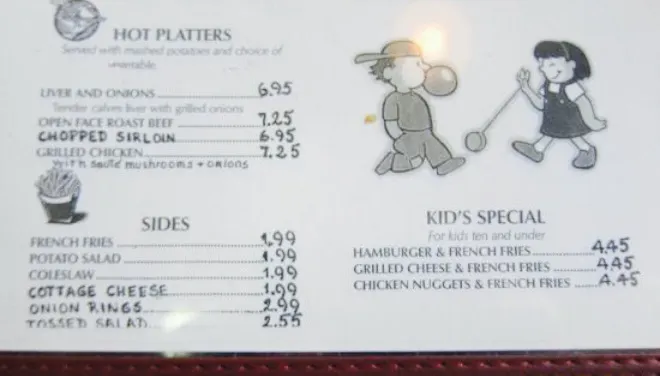 HOT PLATTERS
Served with mashed potatoes and choice of
vegetable
LIVER AND ONIONS 6.95
Tender calves liver with grilled onions
OPEN FACE ROAST BEEF 7.25
CHOPPED SIRLOIN 6.95
GRILLED CHICKEN 7.25
with sauté mushrooms + onions
SIDES
FRENCH FRIES 1.99
POTATO SALAD 1.99
COLESLAW 1.99
COTTAGE CHEESE 1.99
ONION RINGS 2.99
TOSSED SALAD 2.55
KID'S SPECIAL
For kids ten and under
HAMBURGER & FRENCH FRIES 4.45
GRILLED CHEESE & FRENCH FRIES 4.45
CHICKEN NUGGETS & FRENCH FRIES 4.45